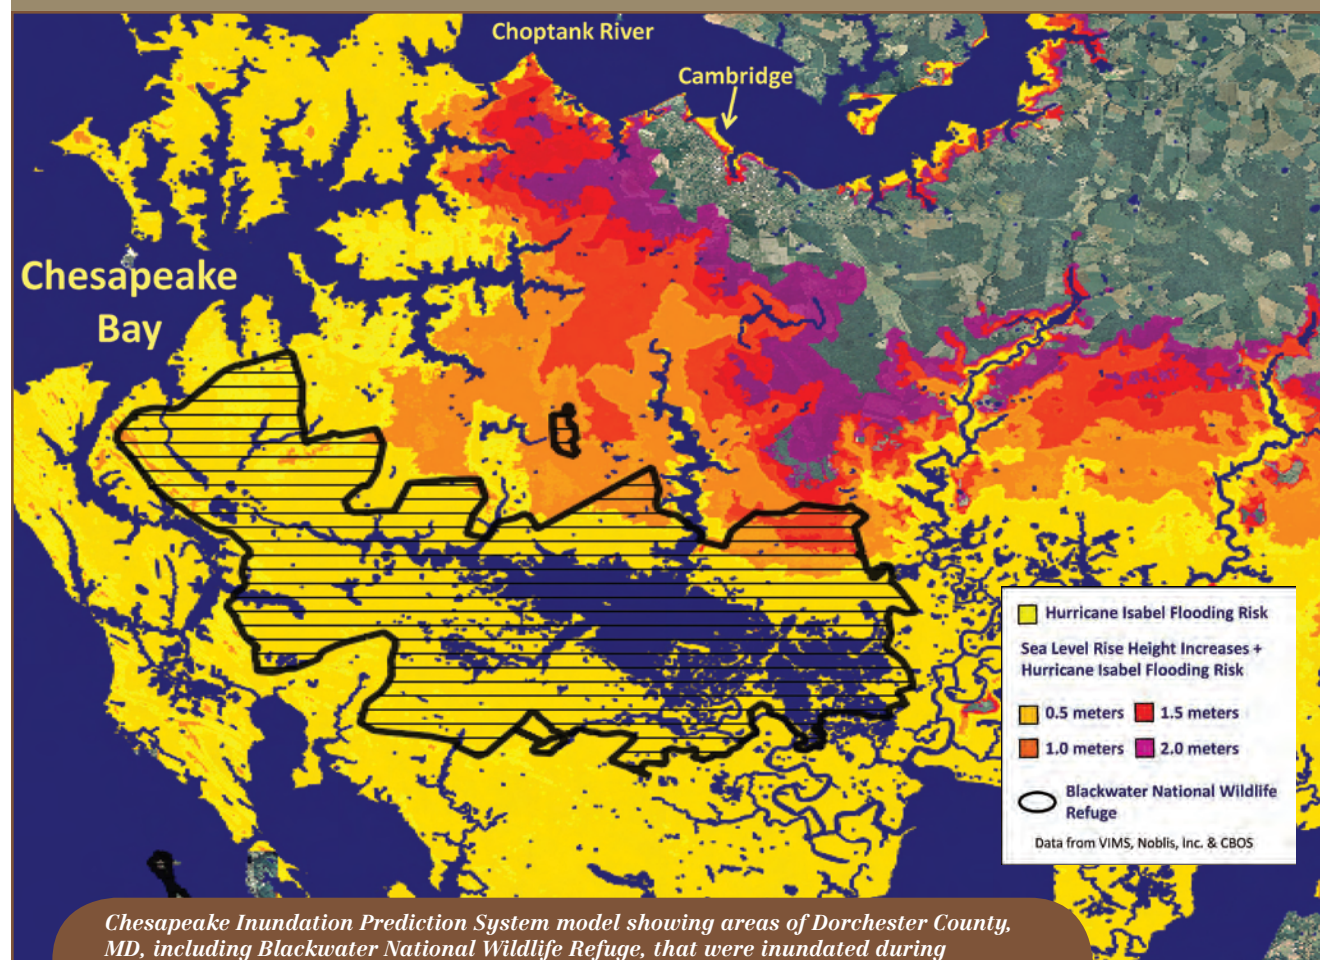 Choptank River
Cambridge
Chesapeake
Bay
Hurricane Isabel Flooding Risk
Sea Level Rise Height Increases +
Hurricane Isabel Flooding Risk
0.5 meters 1.5 meters
1.0 meters 2.0 meters
Blackwater National Wildlife
Refuge
Data from VIMS, Noblis, Inc. & CBOS
Chesapeake Inundation Prediction System model showing areas of Dorchester County,
MD, including Blackwater National Wildlife Refuge, that were inundated during